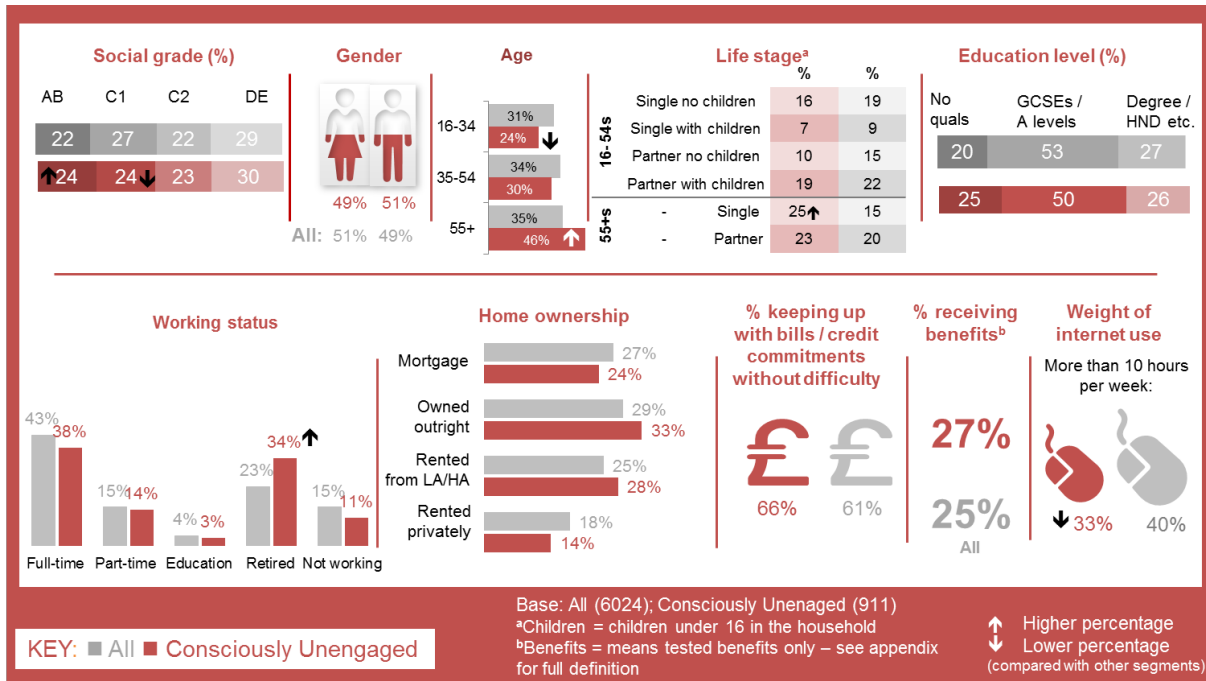 Social grade (%)
AB C1 C2 DE
22 27 22 29
24 24 23 30
Gender
49% 51%
All: 51% 49%
Age
16-34 31%
24%
35-54 34%
30%
55+ 35%
46%
Life stageª
% %
16- 54s
Single no children 16 19
Single with children 7 9
Partner no children 10 15
Partner with children 19 22
55+s
- Single 25 15
- Partner 23 20
Education level (%)
No quals
GCSEs / A levels
Degree / HND etc.
20 53 27
25 50 26
Working status
43% 38%
15% 14%
4% 3%
23% 34%
15% 11%
Full-time Part-time Education Retired Not working
Home ownership
Mortgage 27%
24%
Owned outright 29%
33%
Rented from LA/HA 25%
28%
Rented privately 18%
14%
% keeping up
with bills / credit
commitments
without difficulty
£ £
66% 61%
% receiving
benefitsᵇ
27%
25%
All
Weight of
internet use
More than 10 hours
per week:
33% 40%
KEY: All Consciously Unengaged
Base: All (6024); Consciously Unenaged (911)
ªChildren = children under 16 in the household
ᵇBenefits = means tested benefits only – see appendix
for full definition
Higher percentage
Lower percentage
(compared with other segments)